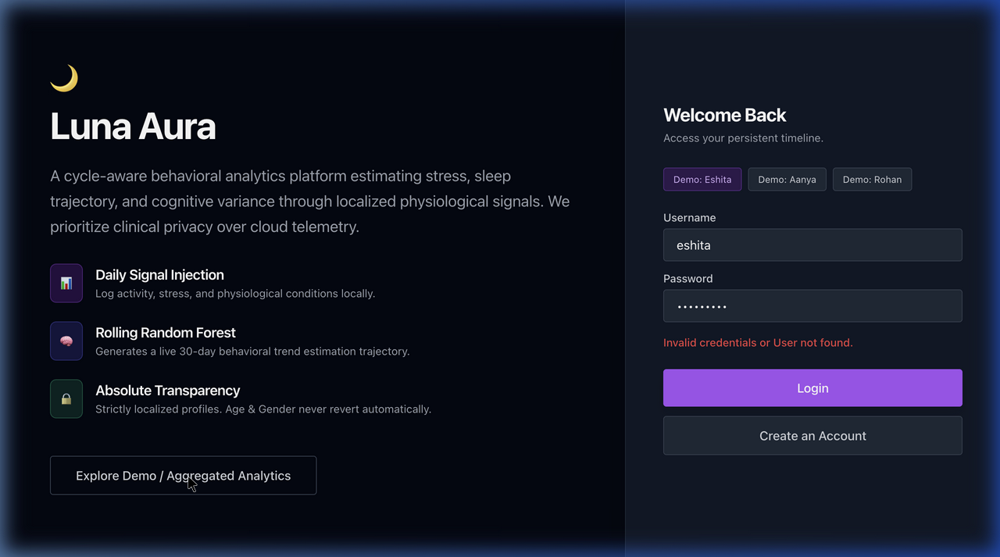 Luna Aura
A cycle-aware behavioral analytics platform estimating stress, sleep
trajectory, and cognitive variance through localized physiological signals. We
prioritize clinical privacy over cloud telemetry.
Daily Signal Injection
Log activity, stress, and physiological conditions locally.
Rolling Random Forest
Generates a live 30-day behavioral trend estimation trajectory.
Absolute Transparency
Strictly localized profiles. Age & Gender never revert automatically.
Explore Demo / Aggregated Analytics
Welcome Back
Access your persistent timeline.
Demo: Eshita
Demo: Aanya
Demo: Rohan
Username
eshita
Password
•••••••••
Invalid credentials or User not found.
Login
Create an Account